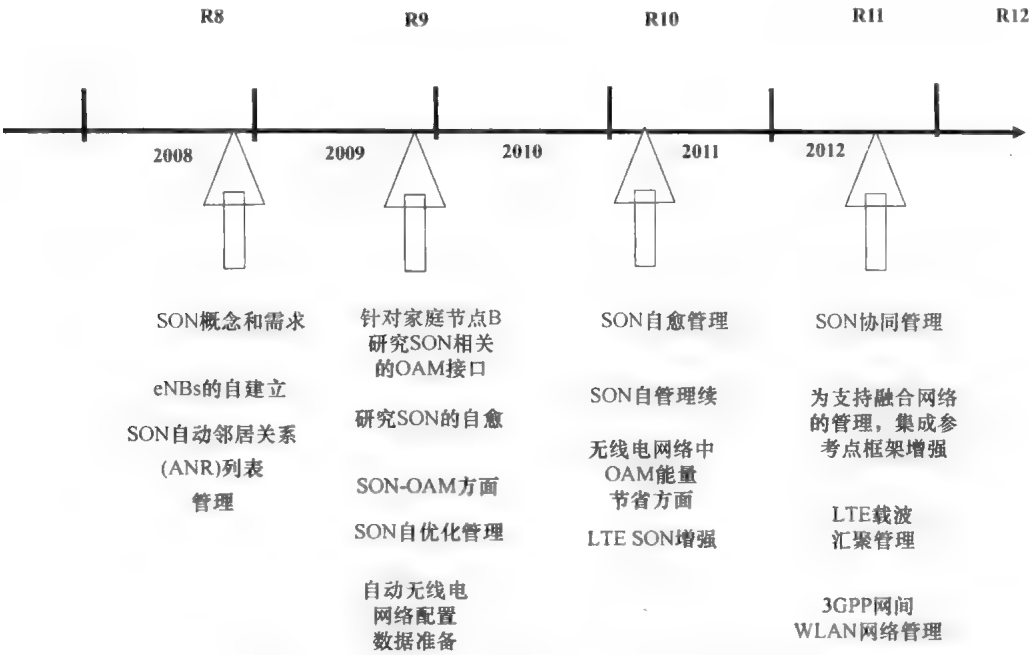 R8 R9 R10 R11 R12
2008 2009 2010 2011 2012
SON概念和需求
eNBs的自建立
SON自动邻居关系
(ANR)列表
管理
针对家庭节点B
研究SON相关
的OAM接口
研究SON的自愈
SON-OAM方面
SON自优化管理
自动无线电
网络配置
数据准备
SON自愈管理
SON自管理续
无线电网络中
OAM能量
节省方面
LTE SON增强
SON协同管理
为支持融合网络
的管理，集成参
考点框架增强
LTE载波
汇聚管理
3GPP网间
WLAN网络管理